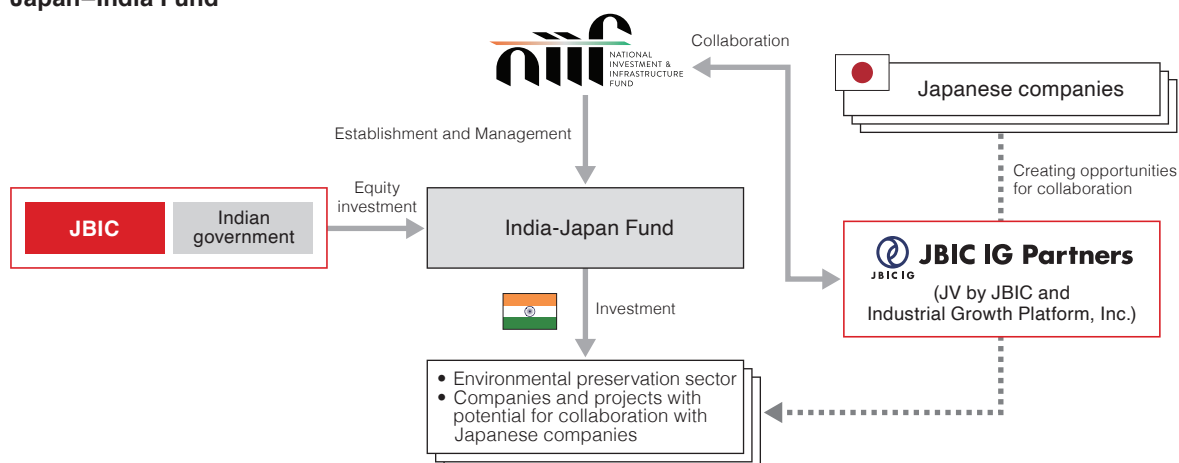 Japan–India Fund
niif
NATIONAL
INVESTMENT &
INFRASTRUCTURE
FUND
Collaboration
Japanese companies
Establishment and Management
Creating opportunities
for collaboration
Equity
investment
JBIC
Indian
government
India-Japan Fund
JBIC IG
JBIC IG Partners
(JV by JBIC and
Industrial Growth Platform, Inc.)
Investment
• Environmental preservation sector
• Companies and projects with
potential for collaboration with
Japanese companies